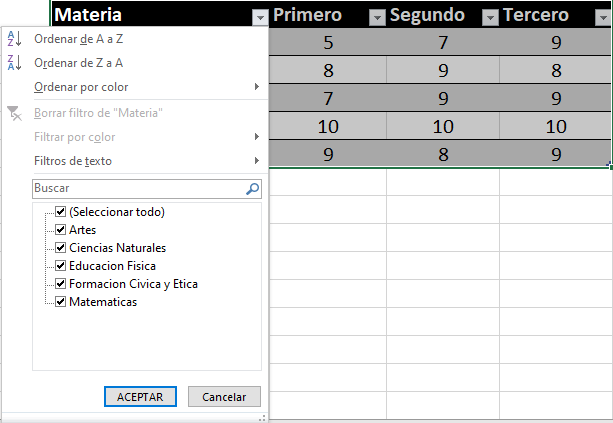 Materia Primero Segundo Tercero
Ordenar de A a Z 5 7 9
Ordenar de Z a A 8 9 8
Ordenar por color 7 9 9
Borrar filtro de "Materia" 10 10 10
Filtrar por color
Filtros de texto 9 8 9
Buscar
(Seleccionar todo)
Artes
Ciencias Naturales
Educacion Fisica
Formacion Civica y Etica
Matematicas
ACEPTAR Cancelar